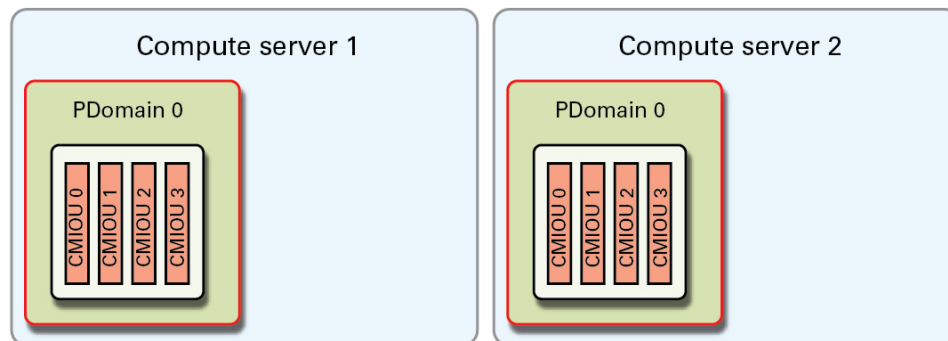 Compute server 1
PDomain 0
CMIOU 0
CMIOU 1
CMIOU 2
CMIOU 3
Compute server 2
PDomain 0
CMIOU 0
CMIOU 1
CMIOU 2
CMIOU 3